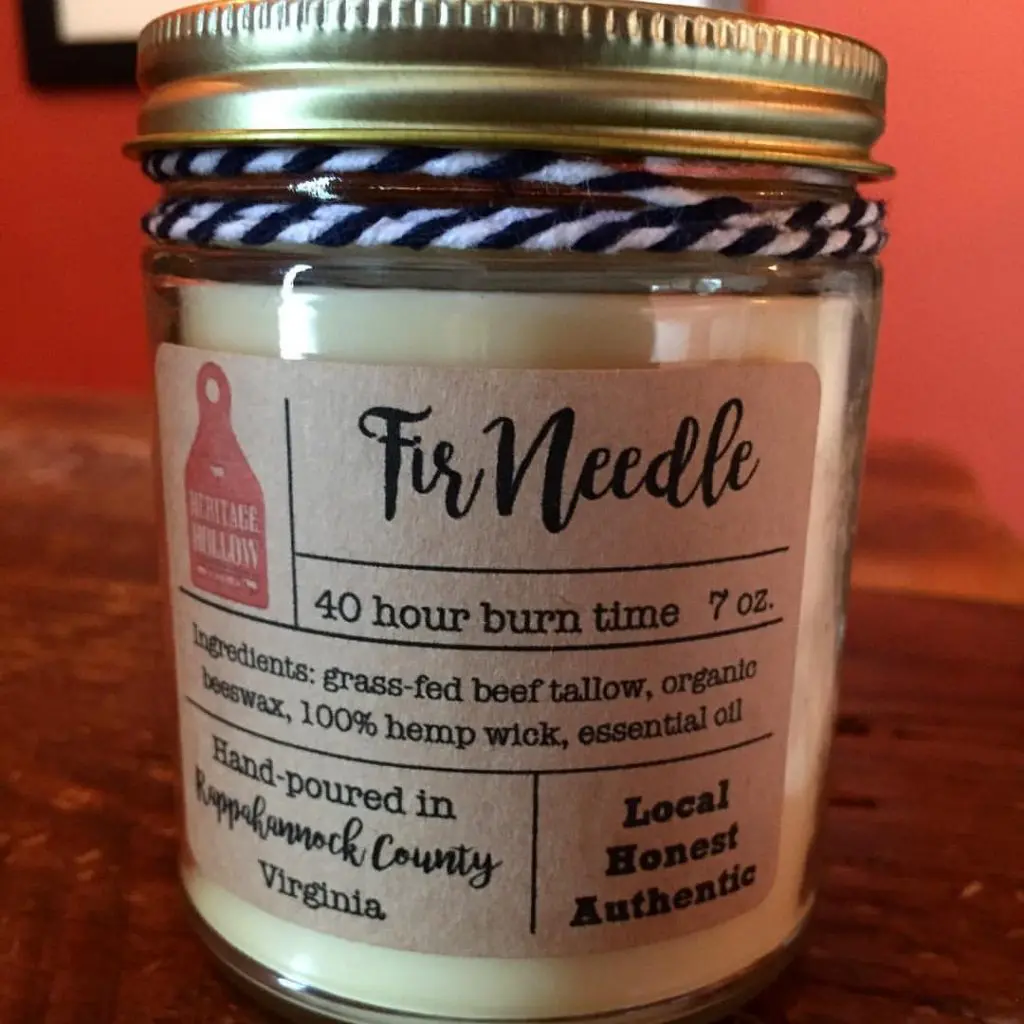 HERITAGE
HOLLOW
Fir Needle
40 hour burn time 7 oz.
Ingredients: grass-fed beef tallow, organic
beeswax, 100% hemp wick, essential oil
Hand-poured in
Rappahannock County
Virginia
Local
Honest
Authentic